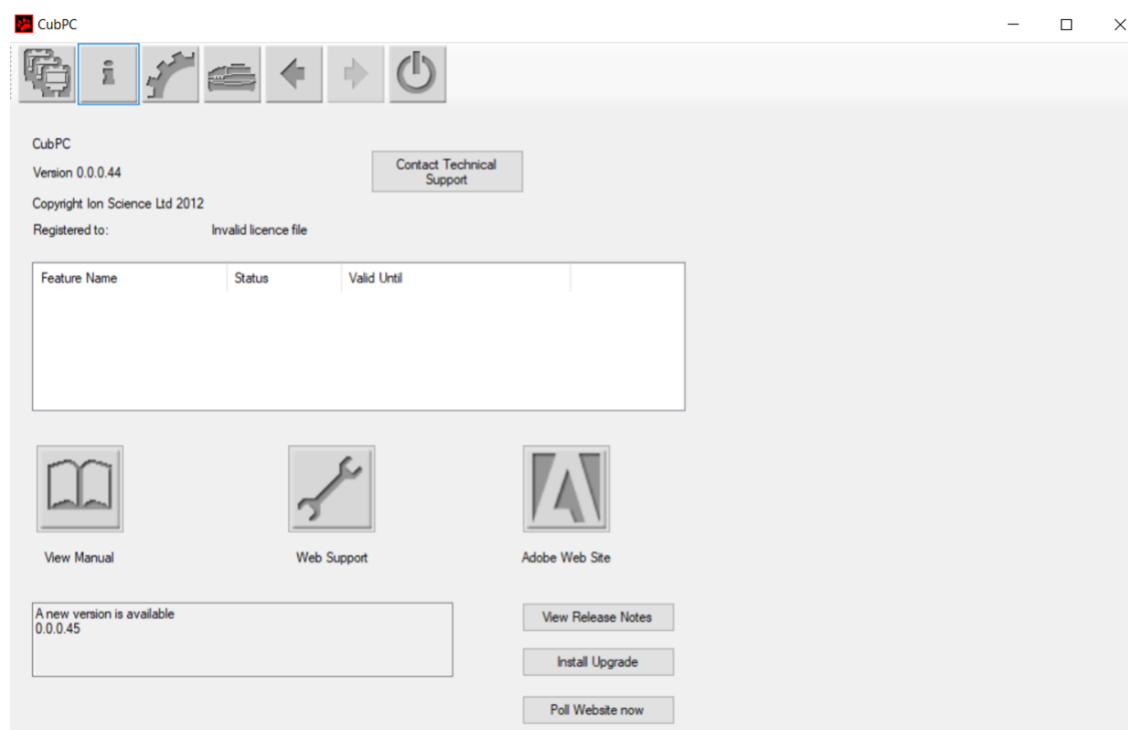 CubPC
CubPC
Version 0.0.0.44
Contact Technical
Support
Copyright Ion Science Ltd 2012
Registered to: Invalid licence file
Feature Name Status Valid Until
View Manual Web Support Adobe Web Site
A new version is available
0.0.0.45
View Release Notes
Install Upgrade
Poll Website now